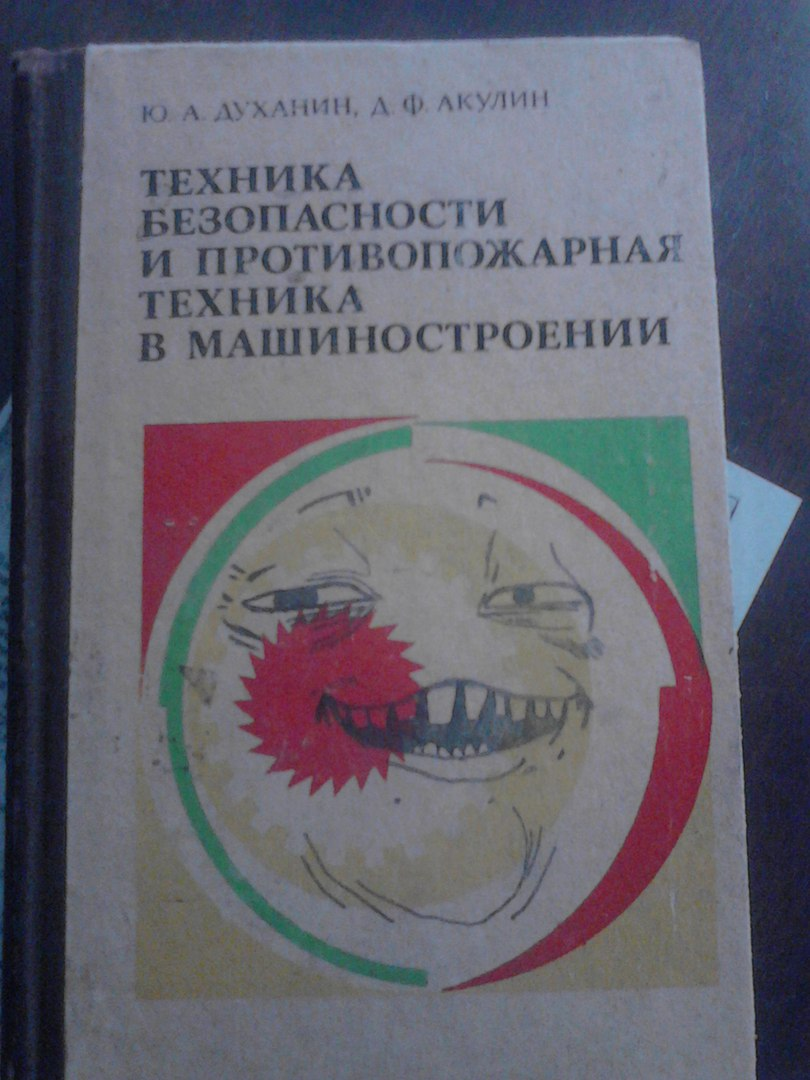 Ю. А. ДУХАНИН, Д. Ф. АКУЛИН
ТЕХНИКА
БЕЗОПАСНОСТИ
И ПРОТИВОПОЖАРНАЯ
ТЕХНИКА
В МАШИНОСТРОЕНИИ